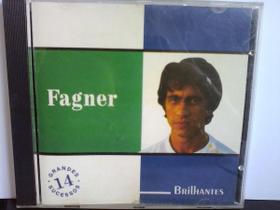 Fagner
GRANDES
14
SUCESSOS
BRILHANTES